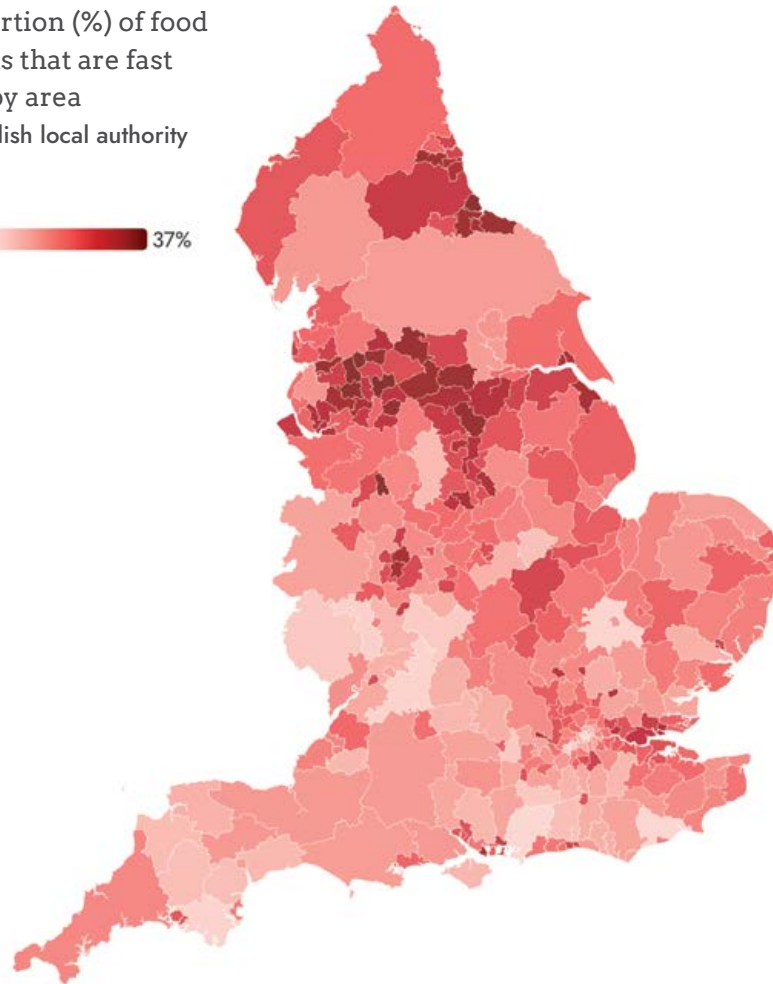 rtion (%) of food
s that are fast
by area
lish local authority
37%